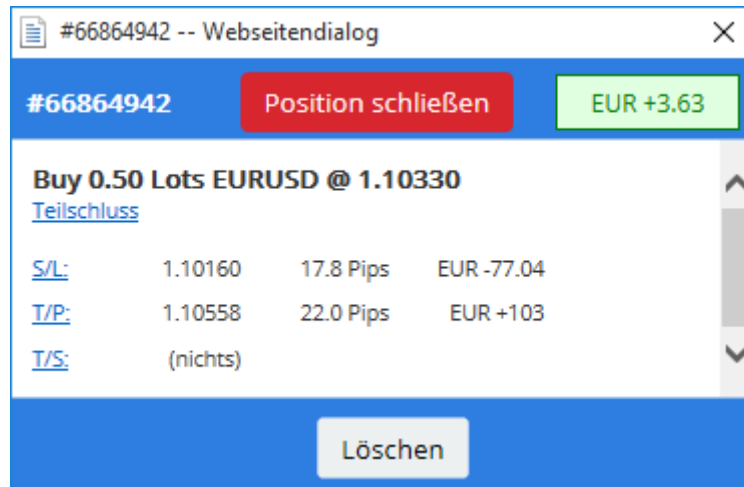 #66864942 -- Webseitendialog
#66864942 Position schließen EUR +3.63
Buy 0.50 Lots EURUSD @ 1.10330
Teilschluss
S/L: 1.10160 17.8 Pips EUR -77.04
T/P: 1.10558 22.0 Pips EUR +103
T/S: (nichts)
Löschen